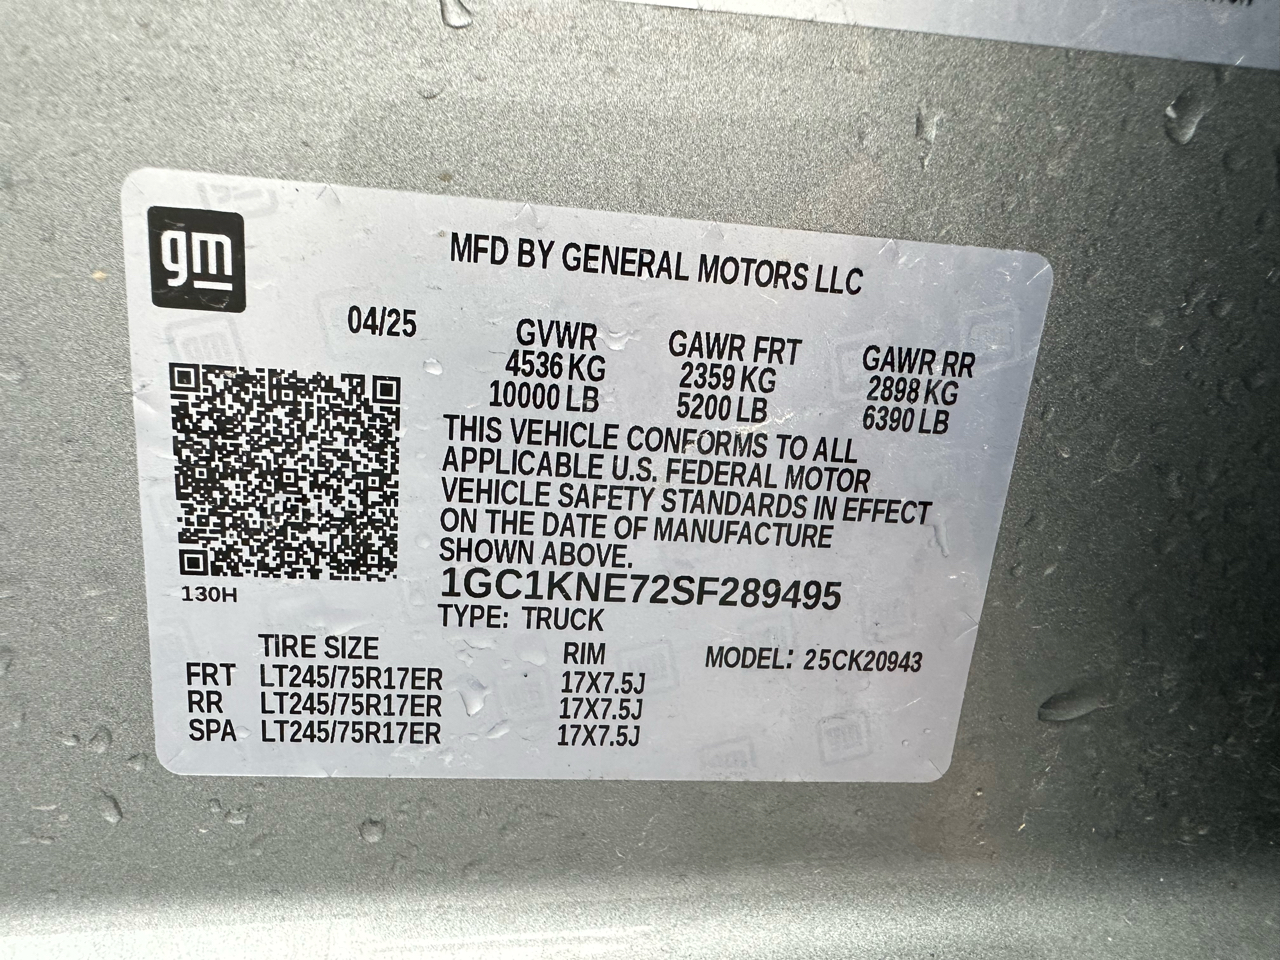 gm
MFD BY GENERAL MOTORS LLC
04/25
GVWR GAWR FRT GAWR RR
4536 KG 2359 KG 2898 KG
10000 LB 5200 LB 6390 LB
THIS VEHICLE CONFORMS TO ALL
APPLICABLE U.S. FEDERAL MOTOR
VEHICLE SAFETY STANDARDS IN EFFECT
ON THE DATE OF MANUFACTURE
SHOWN ABOVE.
130H
1GC1KNE72SF289495
TYPE: TRUCK
TIRE SIZE RIM MODEL: 25CK20943
FRT LT245/75R17ER 17X7.5J
RR LT245/75R17ER 17X7.5J
SPA LT245/75R17ER 17X7.5J